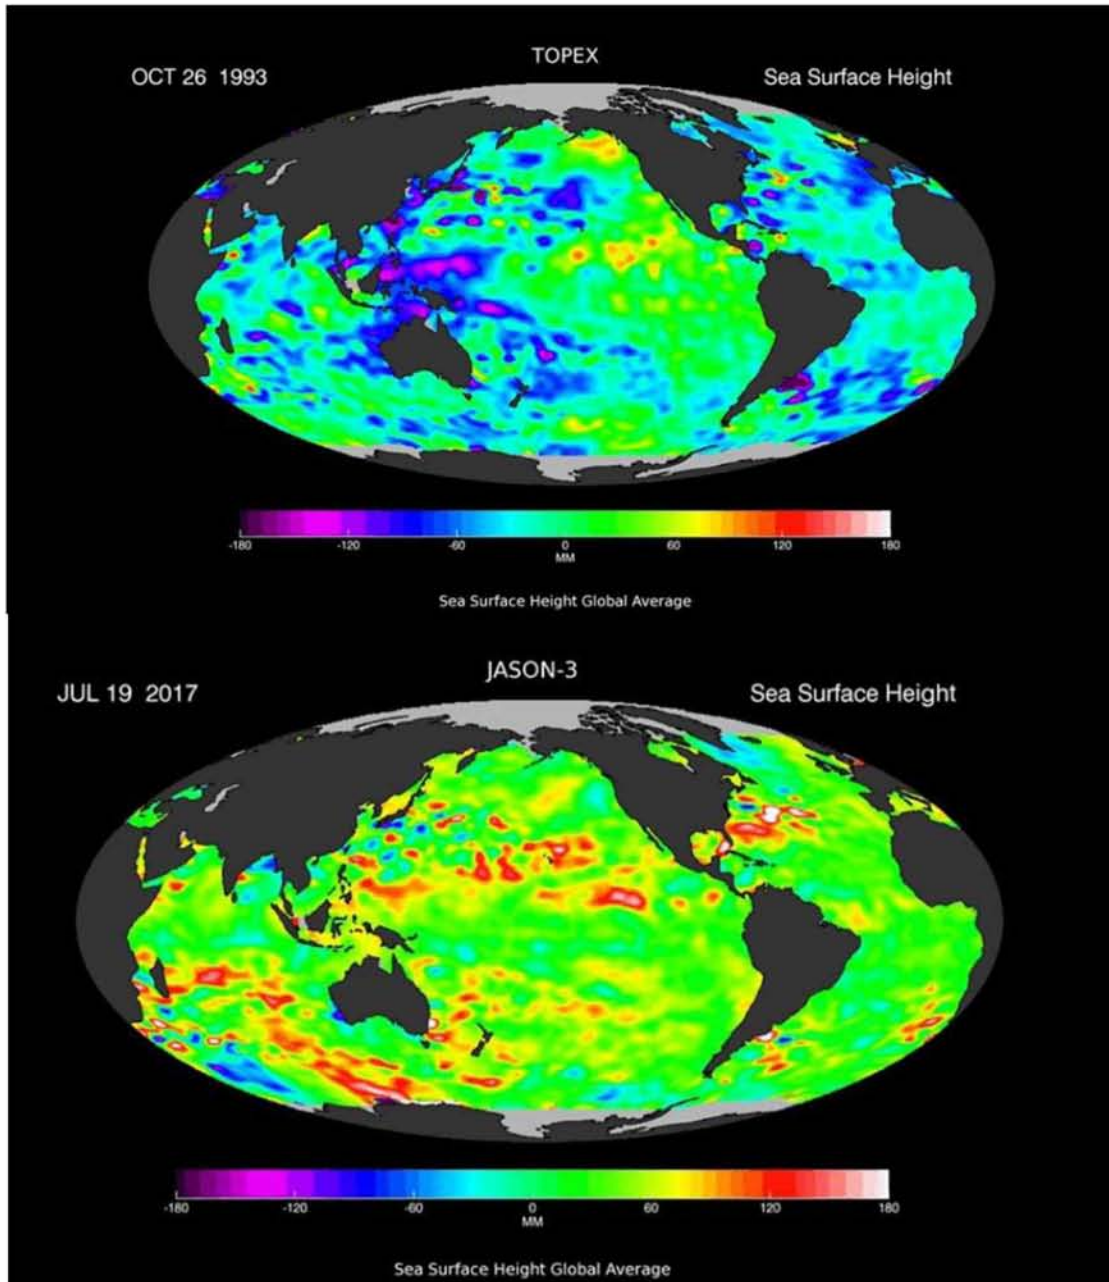 TOPEX
OCT 26 1993
Sea Surface Height
-180 -120 -60 0 60 120 180
MM
Sea Surface Height Global Average
JASON-3
JUL 19 2017
Sea Surface Height
-180 -120 -60 0 60 120 180
MM
Sea Surface Height Global Average